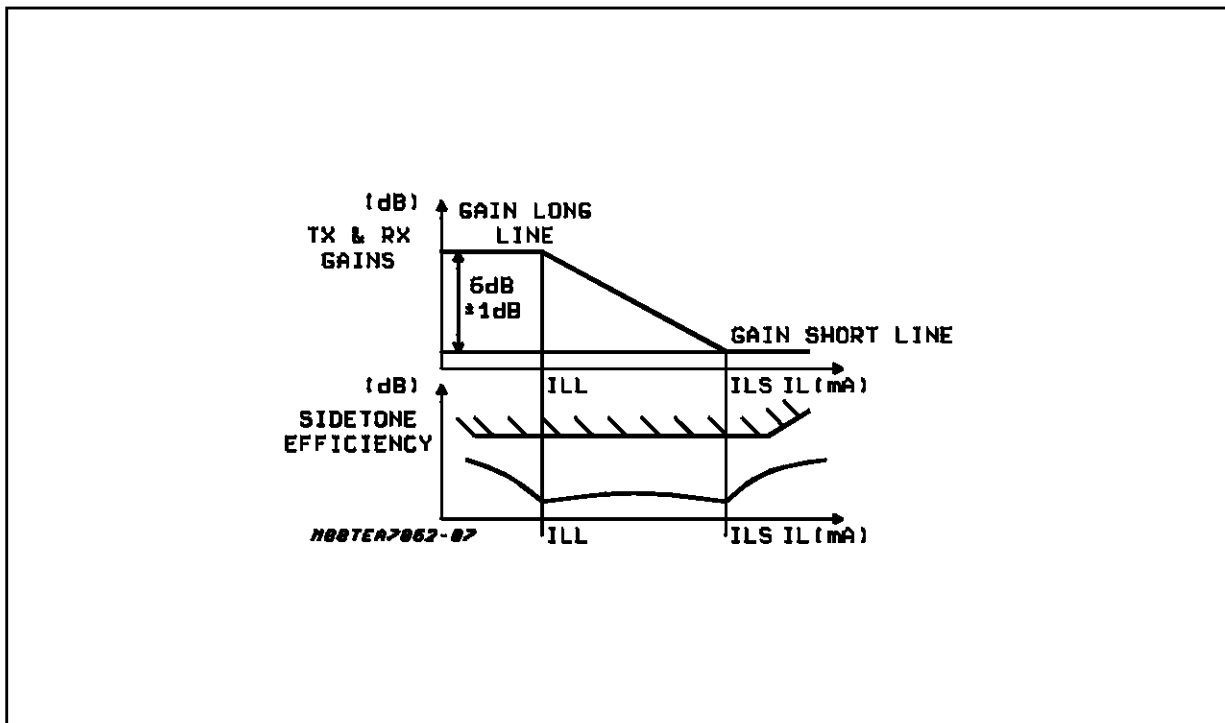 (dB)
GAIN LONG
LINE
TX & RX
GAINS
6dB
±1dB
GAIN SHORT LINE
ILL
ILS IL(mA)
(dB)
SIDETONE
EFFICIENCY
M88TEA7062-07
ILL
ILS IL(mA)